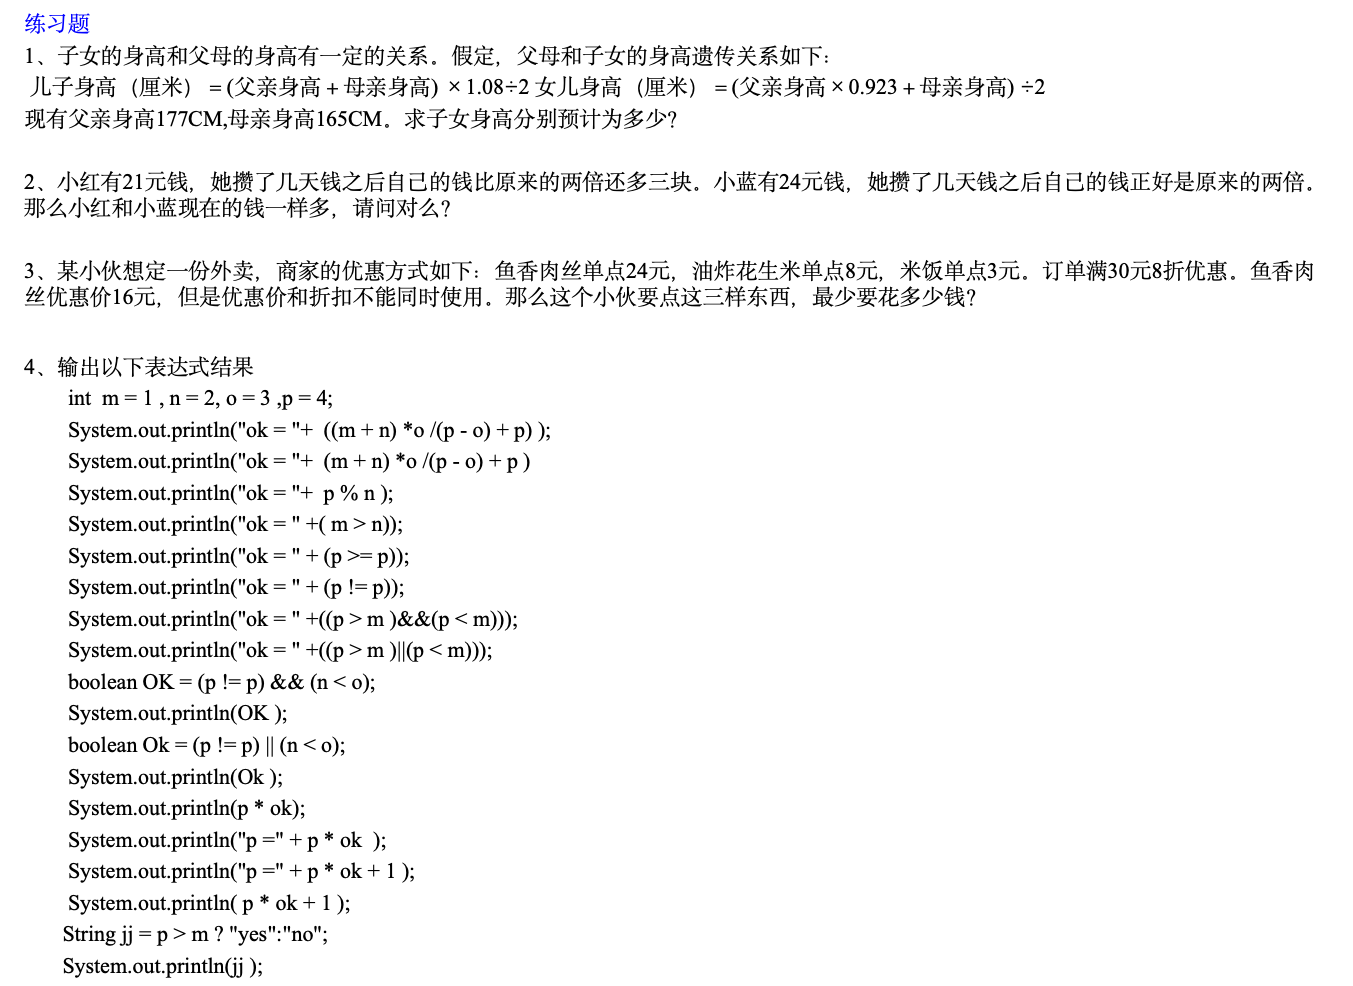 练习题
1、子女的身高和父母的身高有一定的关系。假定，父母和子女的身高遗传关系如下：
儿子身高（厘米）＝(父亲身高＋母亲身高) ×1.08÷2 女儿身高（厘米）＝(父亲身高×0.923＋母亲身高) ÷2
现有父亲身高177CM,母亲身高165CM。求子女身高分别预计为多少?
2、小红有21元钱，她攒了几天钱之后自己的钱比原来的两倍还多三块。小蓝有24元钱，她攒了几天钱之后自己的钱正好是原来的两倍。
那么小红和小蓝现在的钱一样多，请问对么?
3、某小伙想定一份外卖，商家的优惠方式如下：鱼香肉丝单点24元，油炸花生米单点8元，米饭单点3元。订单满30元8折优惠。鱼香肉
丝优惠价16元，但是优惠价和折扣不能同时使用。那么这个小伙要点这三样东西，最少要花多少钱?
4、输出以下表达式结果
int  m = 1 , n = 2, o = 3 ,p = 4;
System.out.println("ok = "+  ((m + n) *o /(p - o) + p) );
System.out.println("ok = "+  (m + n) *o /(p - o) + p )
System.out.println("ok = "+  p % n );
System.out.println("ok = " +( m > n));
System.out.println("ok = " + (p >= p));
System.out.println("ok = " + (p != p));
System.out.println("ok = " +((p > m )&&(p < m)));
System.out.println("ok = " +((p > m )||(p < m)));
boolean OK = (p != p) && (n < o);
System.out.println(OK );
boolean Ok = (p != p) || (n < o);
System.out.println(Ok );
System.out.println(p * ok);
System.out.println("p =" + p * ok  );
System.out.println("p =" + p * ok + 1 );
System.out.println( p * ok + 1 );
String jj = p > m ? "yes":"no";
System.out.println(jj );